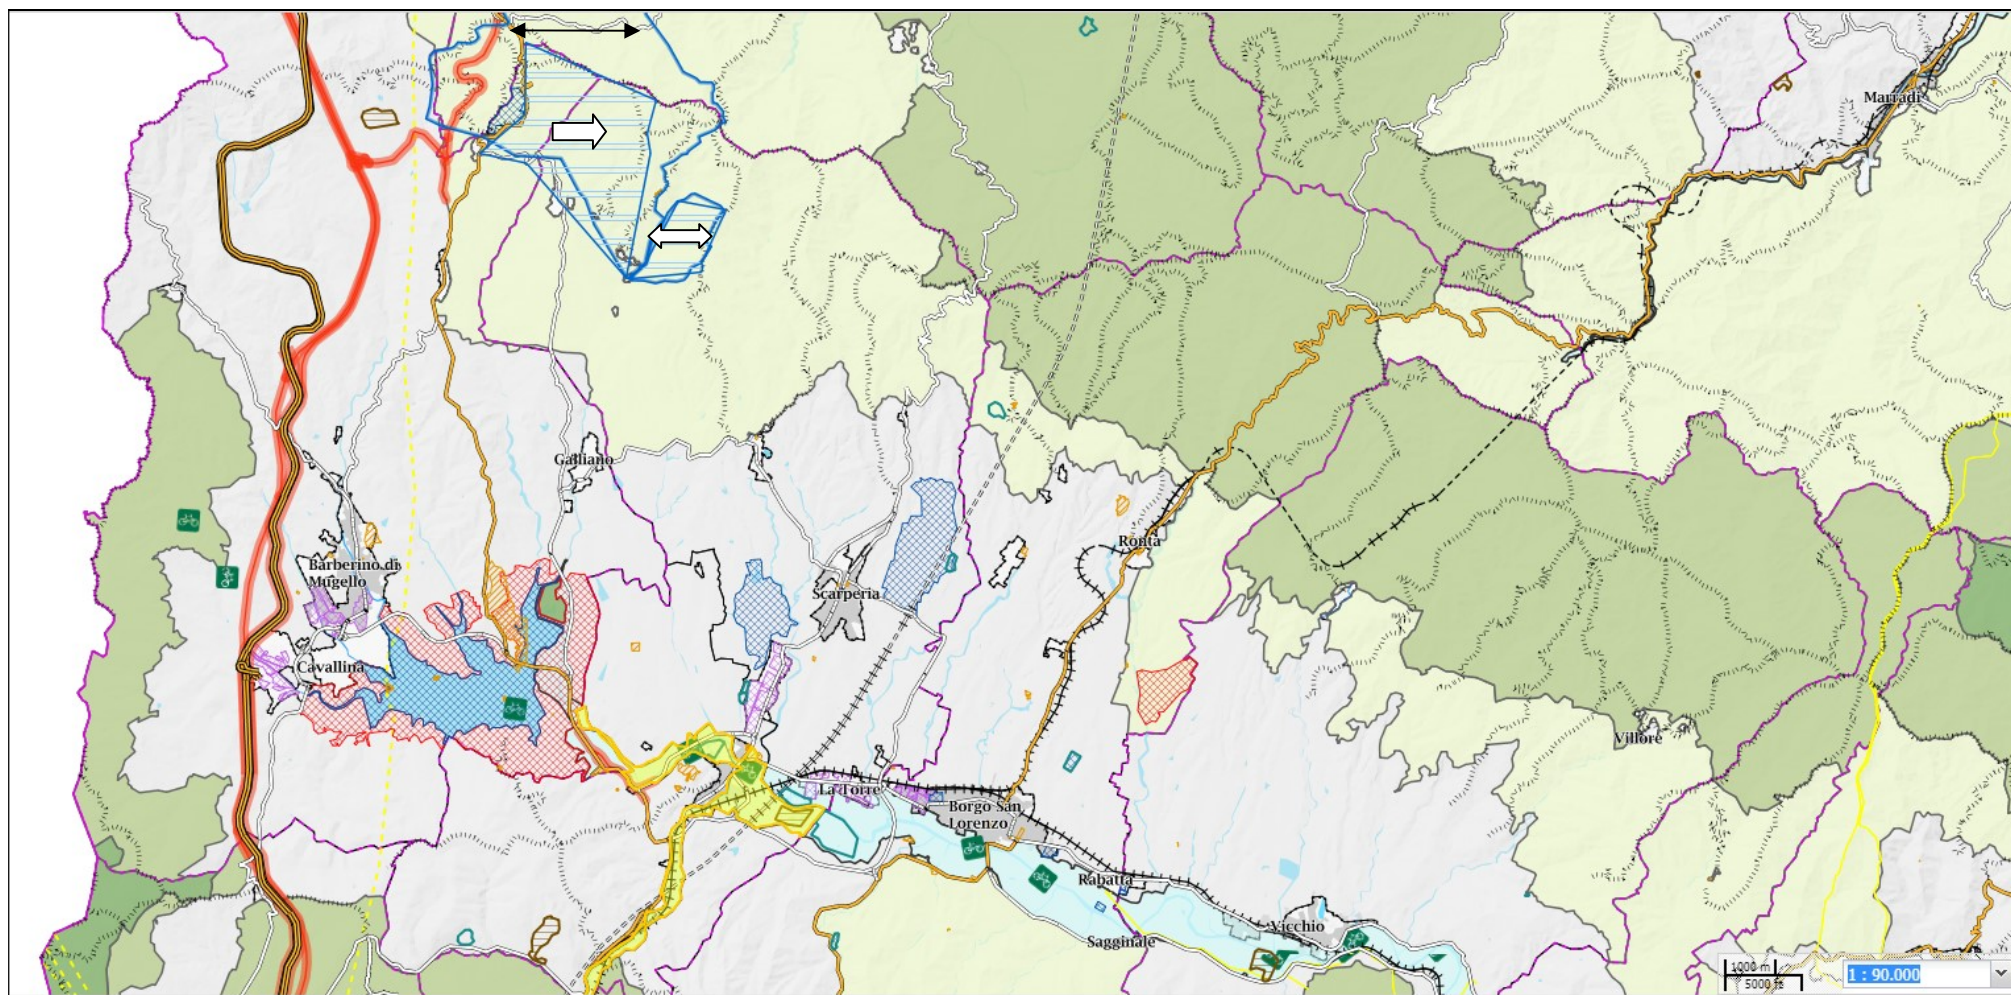 Marradi
Galliano
Ronta
Barberino di
Mugello
Scarperia
Cavallina
Villore
La Torre
Borgo San
Lorenzo
Rabatta
Vicchio
Sagginale
1000 m
5000 ft
1 : 90.000